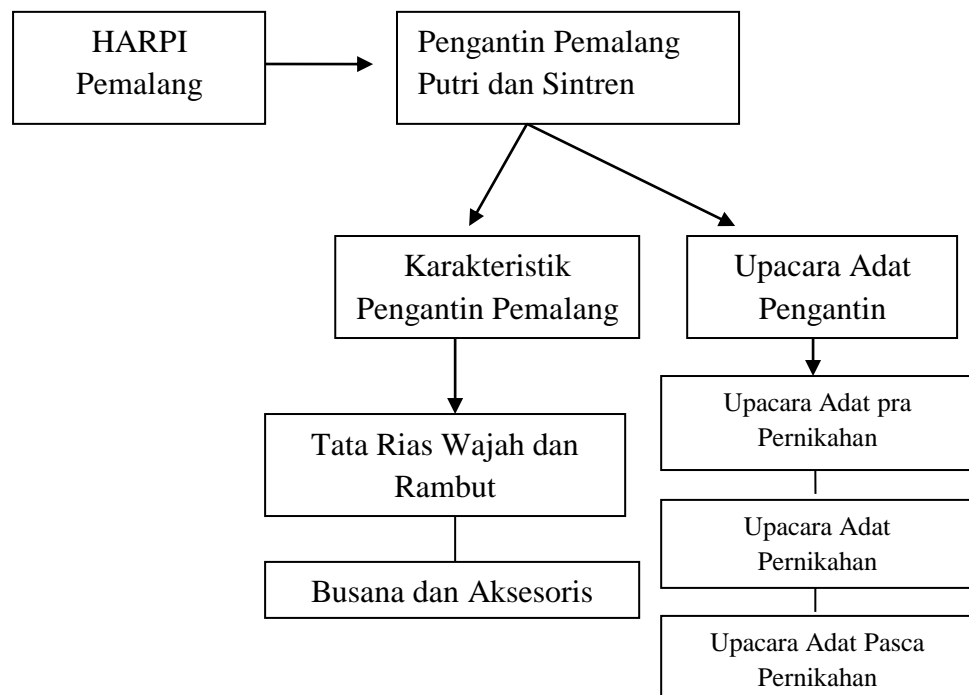 HARPI
Pemalang
Pengantin Pemalang
Putri dan Sintren
Karakteristik
Pengantin Pemalang
Upacara Adat
Pengantin
Tata Rias Wajah dan
Rambut
Busana dan Aksesoris
Upacara Adat pra
Pernikahan
Upacara Adat
Pernikahan
Upacara Adat Pasca
Pernikahan